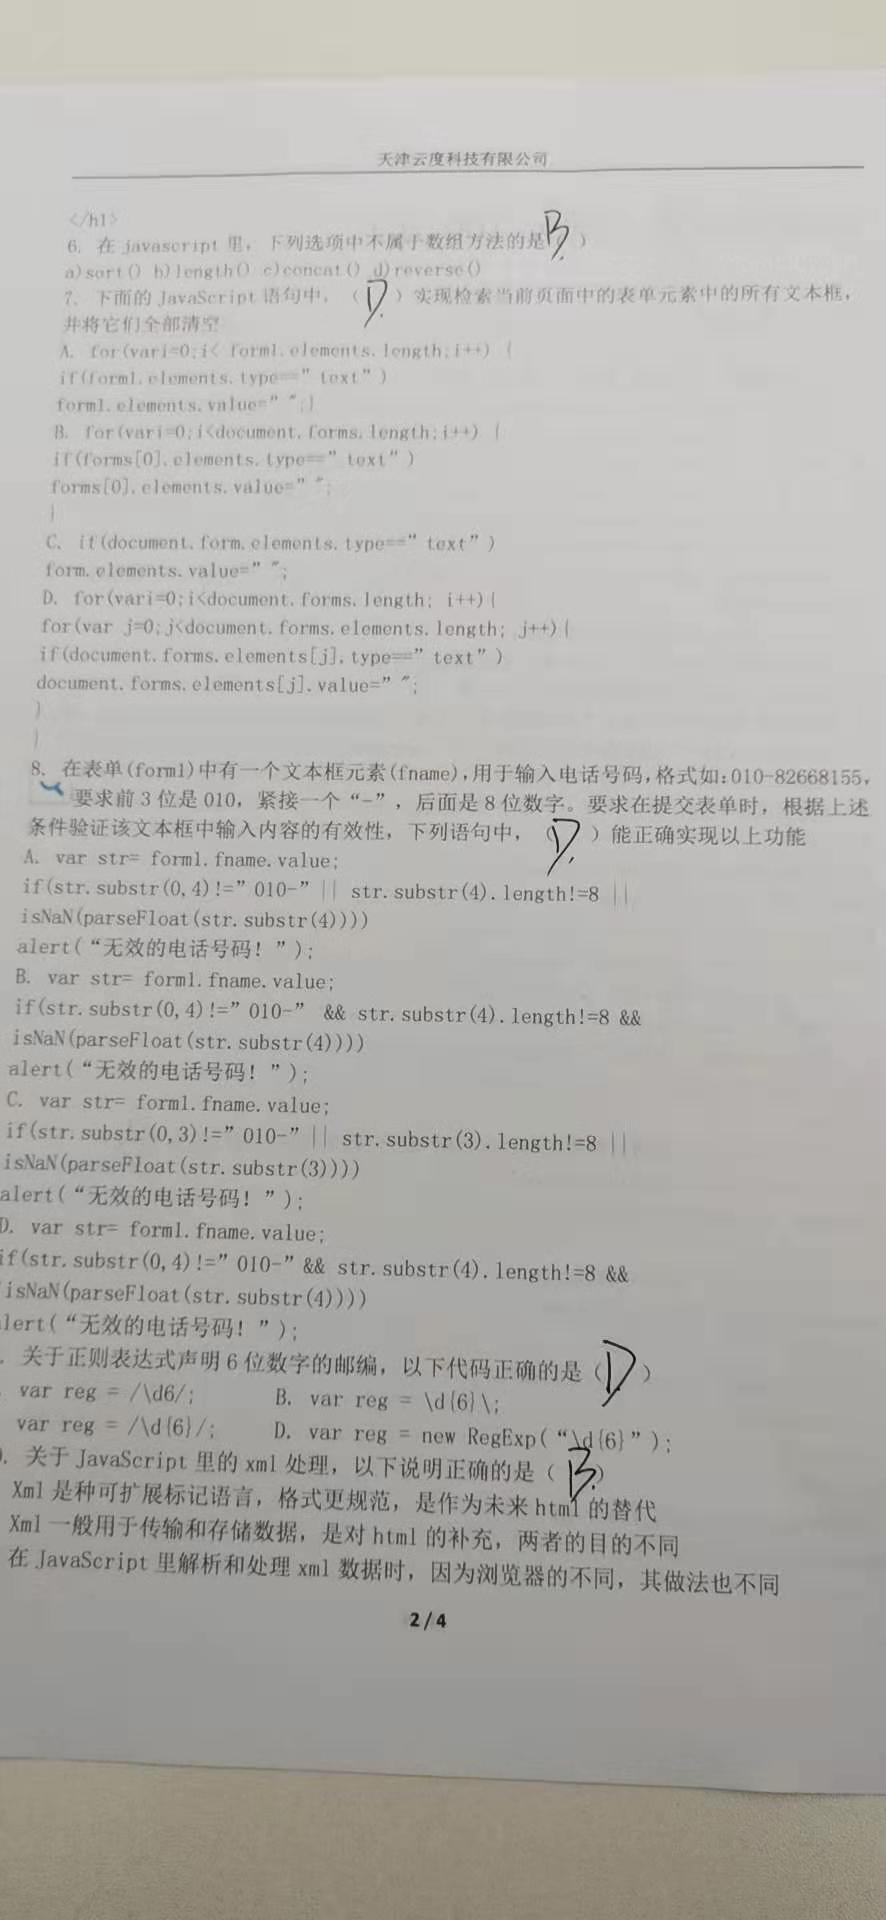 天津云度科技有限公司
</h1>
6. 在 javascript 里, 下列选项中不属于数组方法的是 B. )
a)sort() b)length() c)concat() d)reverse()
7. 下面的 JavaScript 语句中, ( D. ) 实现检索当前页面中的表单元素中的所有文本框,
并将它们全部清空
A. for(vari=0;i< form1.elements.length;i++) {
if(form1.elements.type==”text”)
form1.elements.value=” ";}
B. for(vari=0;i<document.forms.length;i++) {
if(forms[0].elements.type==”text”)
forms[0].elements.value=” ";
}
C. if(document.form.elements.type==”text”)
form.elements.value=” ";
D. for(vari=0;i<document.forms.length; i++){
for(var j=0;j<document.forms.elements.length; j++){
if(document.forms.elements[j].type==”text”)
document.forms.elements[j].value=” ";
}
}
8. 在表单(form1)中有一个文本框元素(fname),用于输入电话号码,格式如:010-82668155,
要求前 3 位是 010, 紧接一个“-”, 后面是 8 位数字。要求在提交表单时, 根据上述
条件验证该文本框中输入内容的有效性, 下列语句中, ( D. ) 能正确实现以上功能
A. var str= form1.fname.value;
if(str.substr(0,4)!=”010-” || str.substr(4).length!=8 ||
isNaN(parseFloat(str.substr(4))))
alert(“无效的电话号码! ”);
B. var str= form1.fname.value;
if(str.substr(0,4)!=”010-” && str.substr(4).length!=8 &&
isNaN(parseFloat(str.substr(4))))
alert(“无效的电话号码! ”);
C. var str= form1.fname.value;
if(str.substr(0,3)!=”010-” || str.substr(3).length!=8 ||
isNaN(parseFloat(str.substr(3))))
alert(“无效的电话号码! ”);
D. var str= form1.fname.value;
if(str.substr(0,4)!=”010-” && str.substr(4).length!=8 &&
isNaN(parseFloat(str.substr(4))))
lert(“无效的电话号码! ”);
. 关于正则表达式声明 6 位数字的邮编, 以下代码正确的是 ( D )
var reg = /\d6/; B. var reg = \d{6}\;
var reg = /\d{6}/; D. var reg = new RegExp(“\d{6}”);
. 关于 JavaScript 里的 xml 处理, 以下说明正确的是 ( B. )
Xml 是种可扩展标记语言, 格式更规范, 是作为未来 html 的替代
Xml 一般用于传输和存储数据, 是对 html 的补充, 两者的目的不同
在 JavaScript 里解析和处理 xml 数据时, 因为浏览器的不同, 其做法也不同
2 / 4